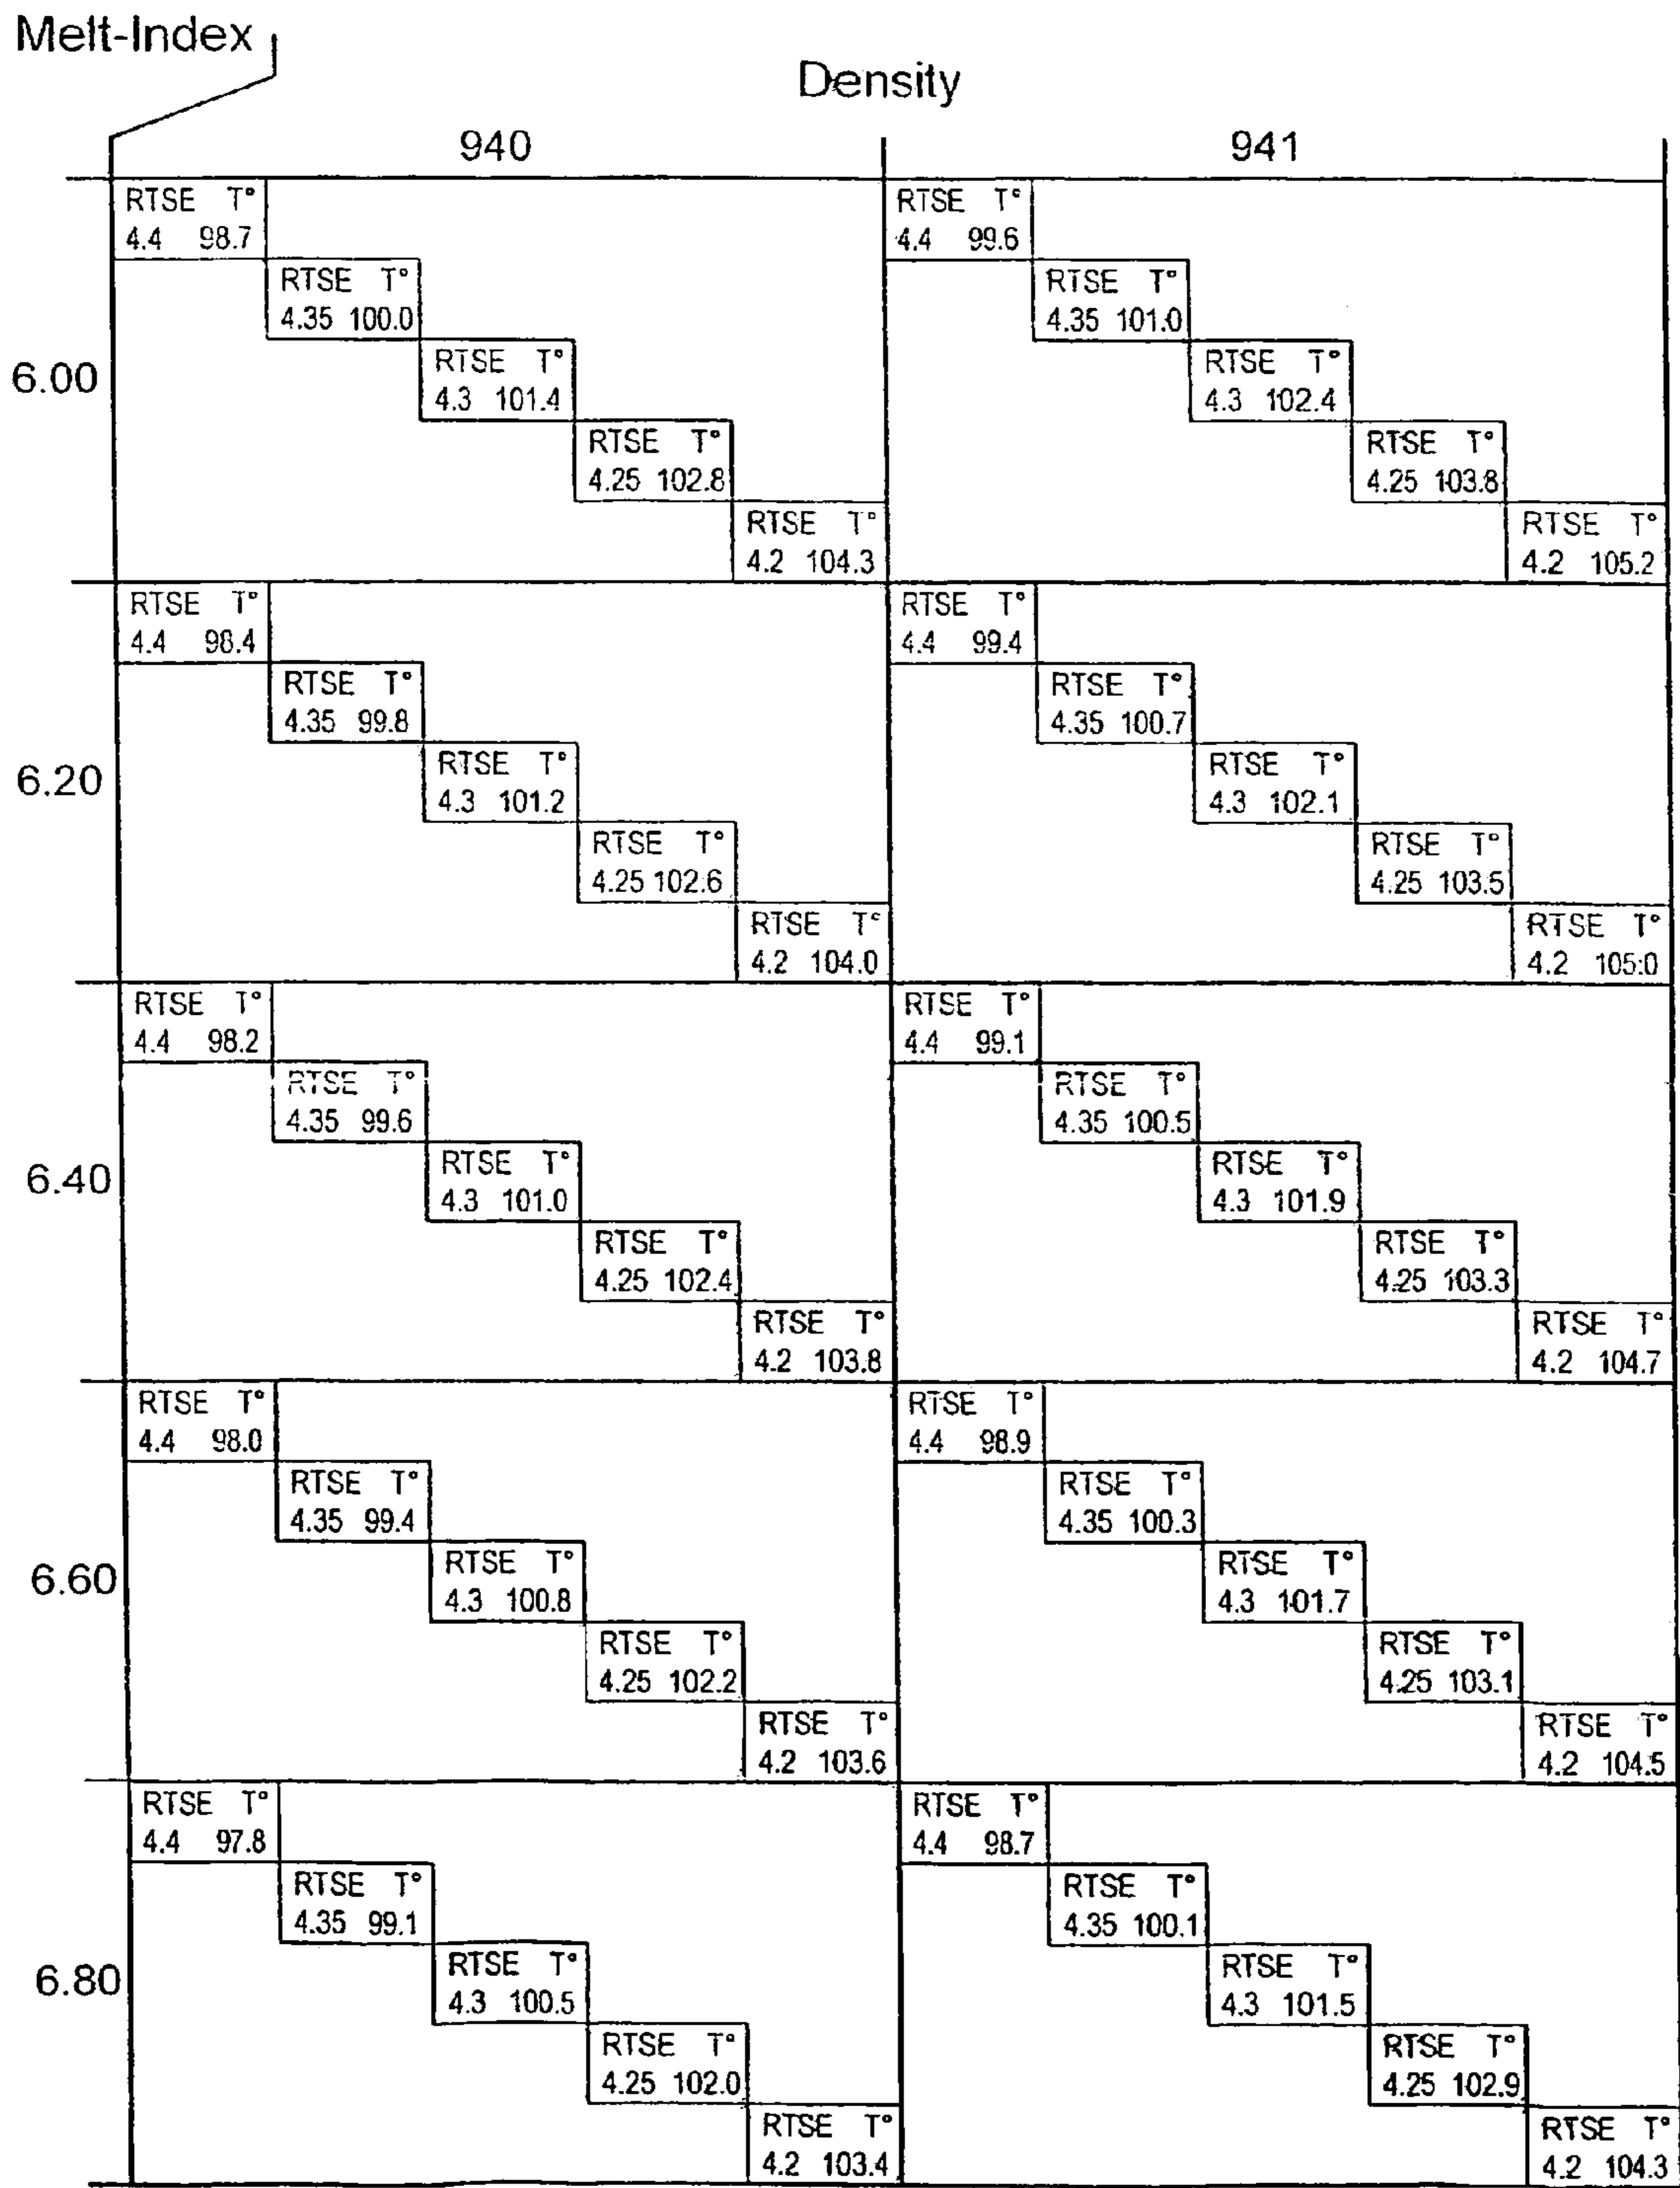 Melt-Index
Density
940 941
RTSE T° RTSE T°
4.4 98.7 4.4 99.6
RTSE T° RTSE T°
4.35 100.0 4.35 101.0
RTSE T° RTSE T°
6.00
4.3 101.4 4.3 102.4
RTSE T° RTSE T°
4.25 102.8 4.25 103.8
RTSE T° RTSE T°
4.2 104.3 4.2 105.2
RTSE T° RTSE T°
4.4 98.4 4.4 99.4
RTSE T° RTSE T°
4.35 99.8 4.35 100.7
RTSE T° RTSE T°
6.20
4.3 101.2 4.3 102.1
RTSE T° RTSE T°
4.25 102.6 4.25 103.5
RTSE T° RTSE T°
4.2 104.0 4.2 105.0
RTSE T° RTSE T°
4.4 98.2 4.4 99.1
RTSE T° RTSE T°
4.35 99.6 4.35 100.5
RTSE T° RTSE T°
6.40
4.3 101.0 4.3 101.9
RTSE T° RTSE T°
4.25 102.4 4.25 103.3
RTSE T° RTSE T°
4.2 103.8 4.2 104.7
RTSE T° RTSE T°
4.4 98.0 4.4 98.9
RTSE T° RTSE T°
4.35 99.4 4.35 100.3
RTSE T° RTSE T°
6.60
4.3 100.8 4.3 101.7
RTSE T° RTSE T°
4.25 102.2 4.25 103.1
RTSE T° RTSE T°
4.2 103.6 4.2 104.5
RTSE T° RTSE T°
4.4 97.8 4.4 98.7
RTSE T° RTSE T°
4.35 99.1 4.35 100.1
RTSE T° RTSE T°
6.80
4.3 100.5 4.3 101.5
RTSE T° RTSE T°
4.25 102.0 4.25 102.9
RTSE T° RTSE T°
4.2 103.4 4.2 104.3